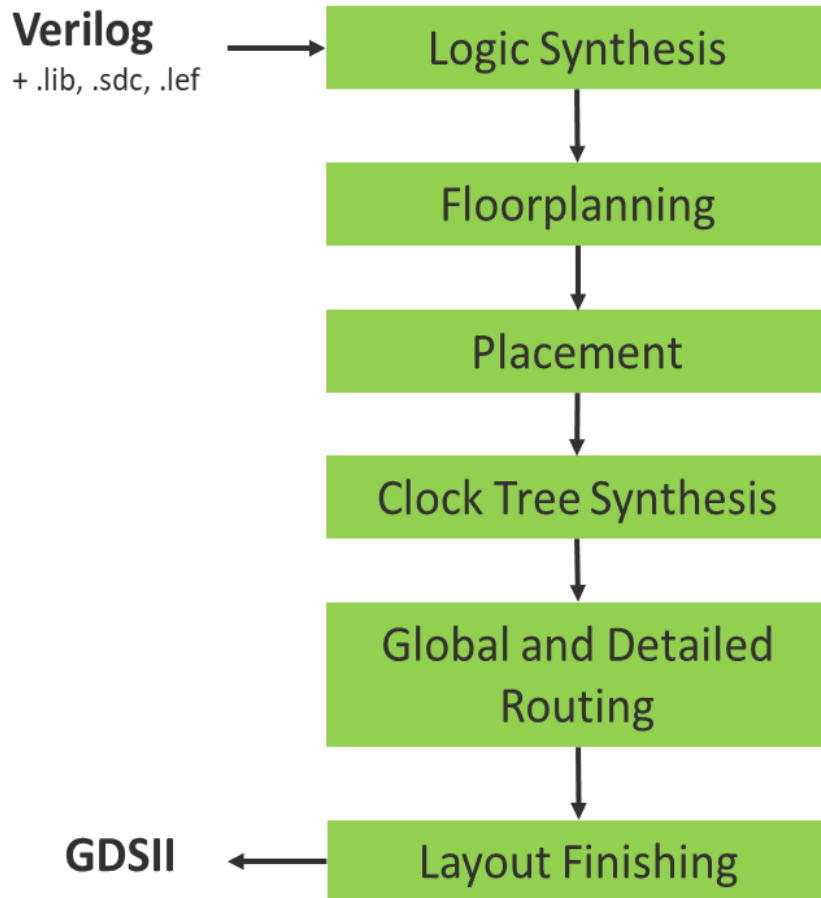 Verilog
+ .lib, .sdc, .lef
Logic Synthesis
Floorplanning
Placement
Clock Tree Synthesis
Global and Detailed
Routing
Layout Finishing
GDSII